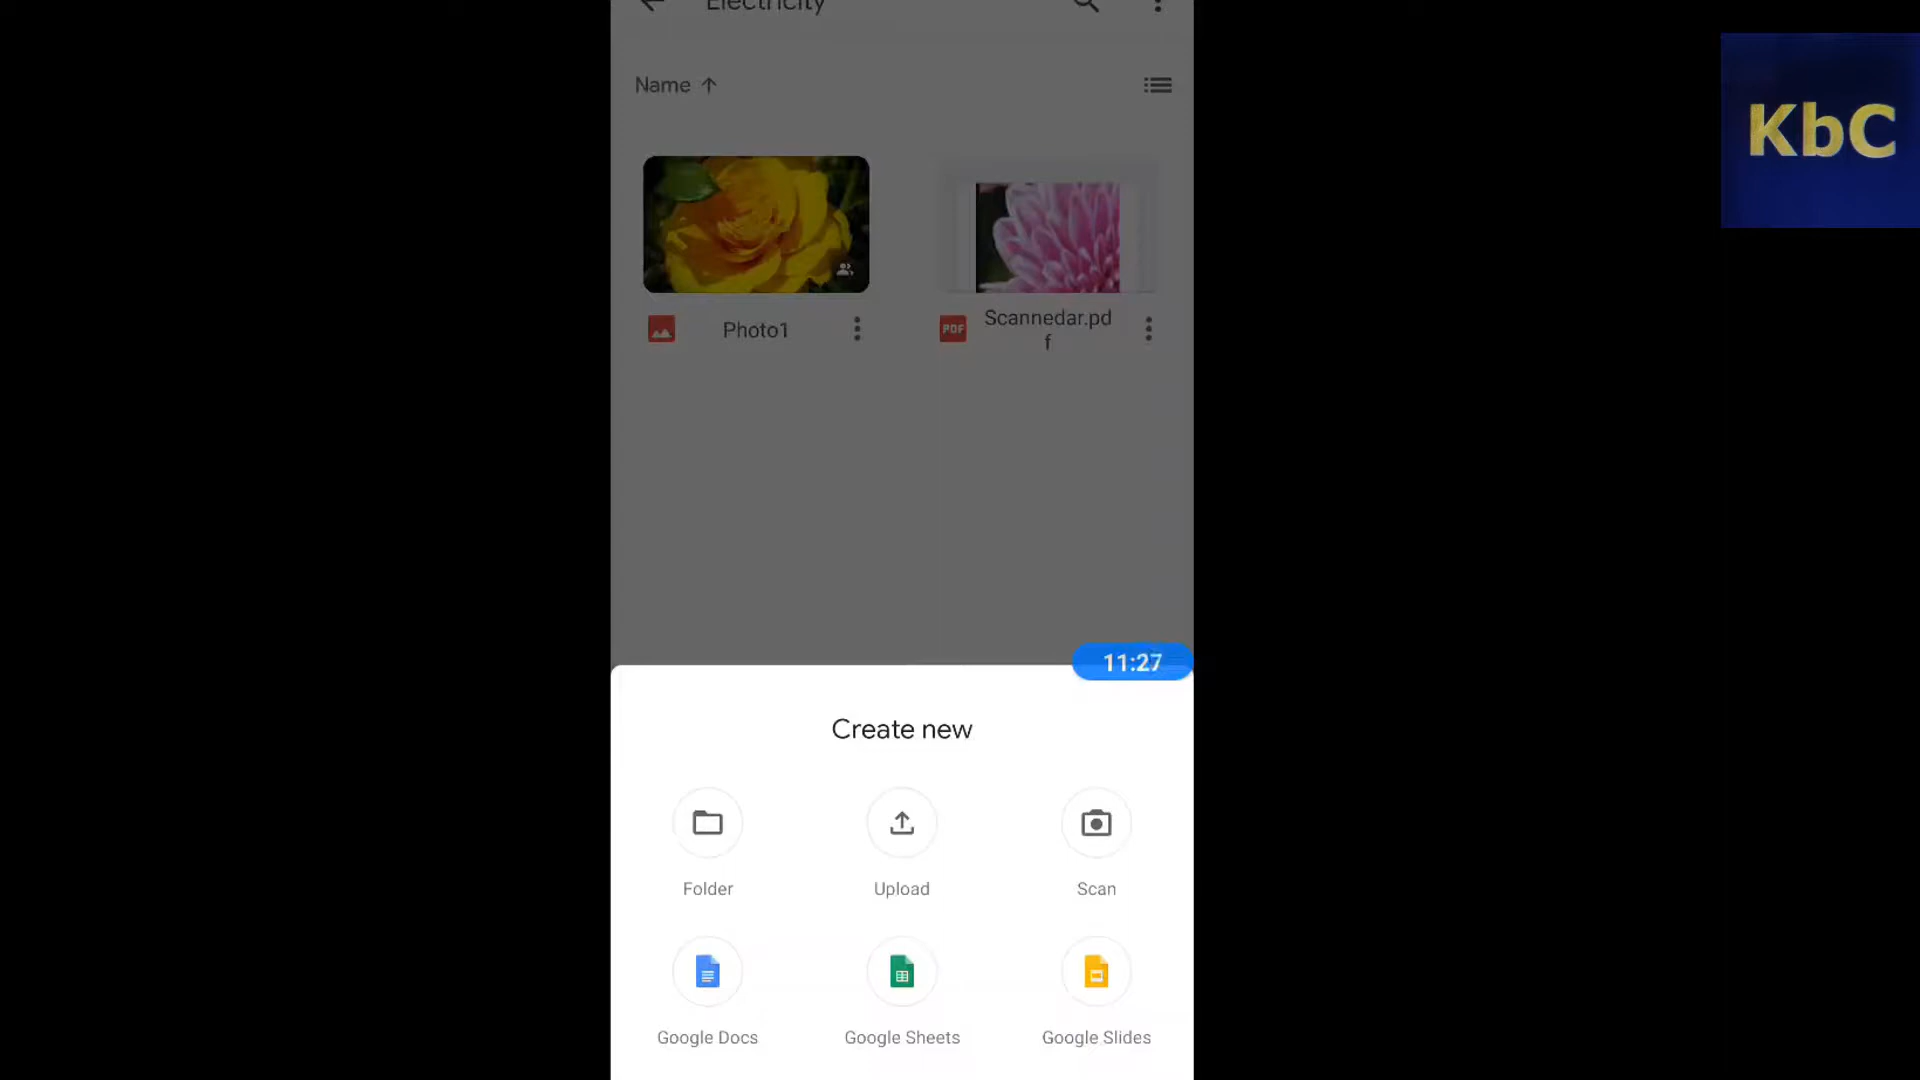 Electricity
KbC
Name
Photo1
PDF
Scannedar.pd
f
11:27
Create new
Folder
Upload
Scan
Google Docs
Google Sheets
Google Slides